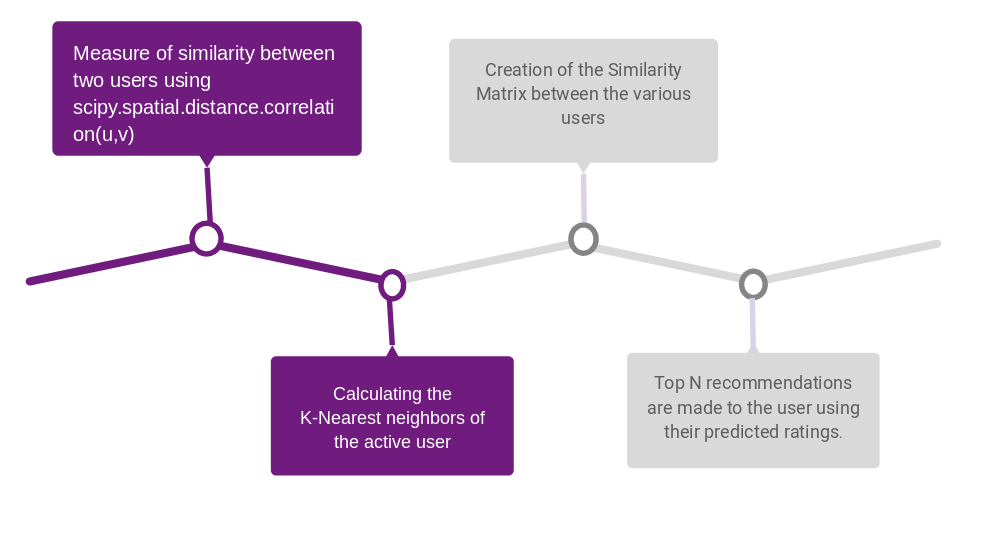 Measure of similarity between
two users using
scipy.spatial.distance.correlati
on(u,v)
Calculating the
K-Nearest neighbors of
the active user
Creation of the Similarity
Matrix between the various
users
Top N recommendations
are made to the user using
their predicted ratings.